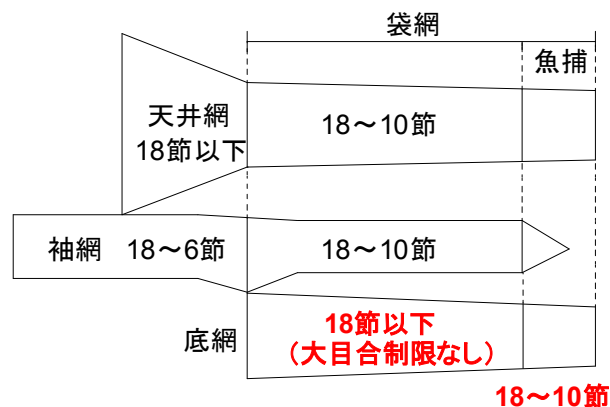 袋網
魚捕
天井網
18節以下
18～10節
袖網
18～6節
18～10節
底網
18節以下
（大目合制限なし）
18～10節